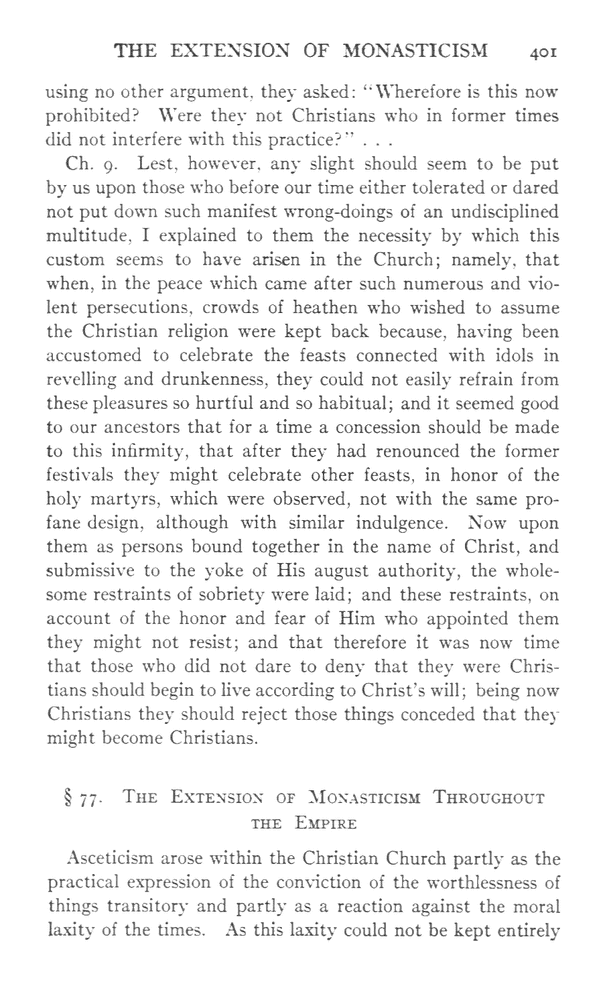 THE EXTENSION OF MONASTICISM 401
using no other argument, they asked: "Wherefore is this now
prohibited? Were they not Christians who in former times
did not interfere with this practice?" . . .
Ch. 9. Lest, however, any slight should seem to be put
by us upon those who before our time either tolerated or dared
not put down such manifest wrong-doings of an undisciplined
multitude, I explained to them the necessity by which this
custom seems to have arisen in the Church; namely, that
when, in the peace which came after such numerous and vio-
lent persecutions, crowds of heathen who wished to assume
the Christian religion were kept back because, having been
accustomed to celebrate the feasts connected with idols in
revelling and drunkenness, they could not easily refrain from
these pleasures so hurtful and so habitual; and it seemed good
to our ancestors that for a time a concession should be made
to this infirmity, that after they had renounced the former
festivals they might celebrate other feasts, in honor of the
holy martyrs, which were observed, not with the same pro-
fane design, although with similar indulgence. Now upon
them as persons bound together in the name of Christ, and
submissive to the yoke of His august authority, the whole-
some restraints of sobriety were laid; and these restraints, on
account of the honor and fear of Him who appointed them
they might not resist; and that therefore it was now time
that those who did not dare to deny that they were Chris-
tians should begin to live according to Christ's will; being now
Christians they should reject those things conceded that they
might become Christians.
§ 77. The Extension of Monasticism Throughout
the Empire
Asceticism arose within the Christian Church partly as the
practical expression of the conviction of the worthlessness of
things transitory and partly as a reaction against the moral
laxity of the times. As this laxity could not be kept entirely